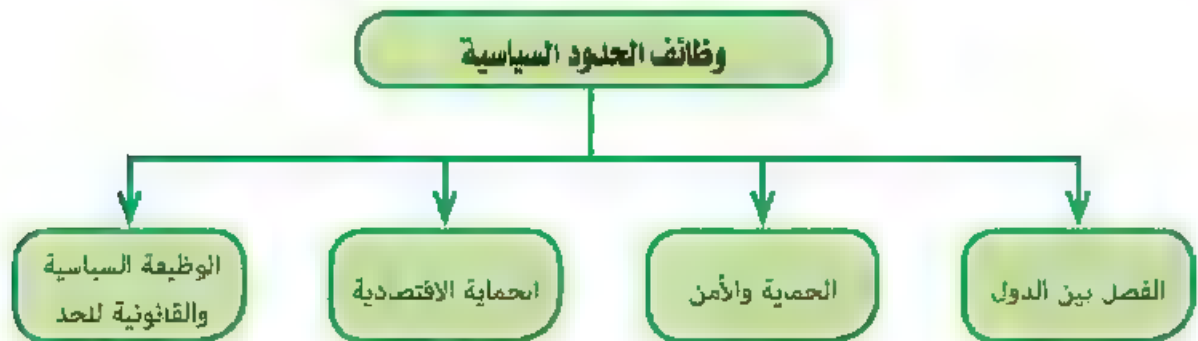 وظائف الحدود السياسية
الفصل بين الدول
الحماية والأمن
الحماية الاقتصادية
الوظيفة السياسية
والقانونية للحد